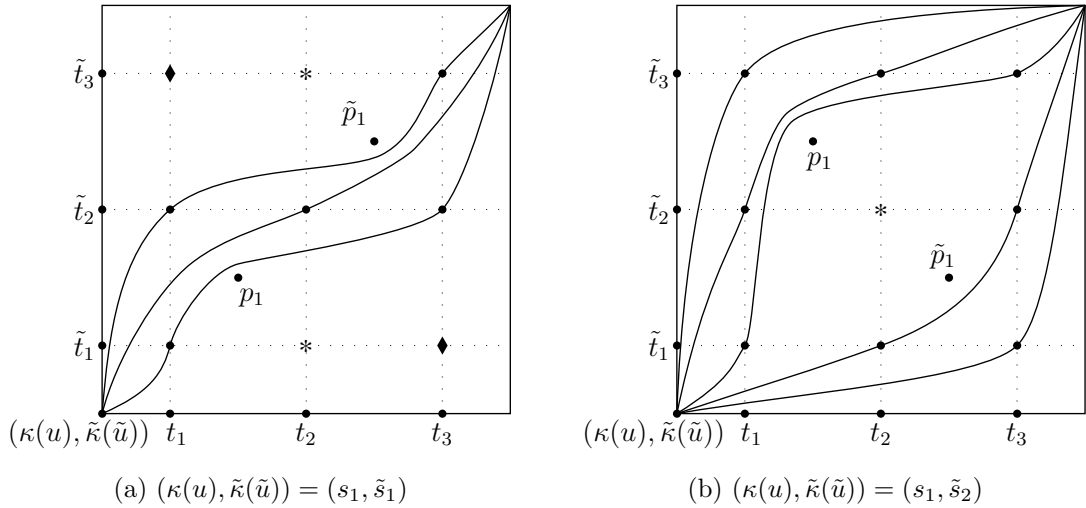 t̃₃ * t̃₃
p̃₁
p₁
t̃₂ t̃₂ *
p̃₁
p₁
t̃₁ * t̃₁
(κ(u), κ̃(ũ)) t₁ t₂ t₃ (κ(u), κ̃(ũ)) t₁ t₂ t₃
(a) (κ(u), κ̃(ũ)) = (s₁, s̃₁) (b) (κ(u), κ̃(ũ)) = (s₁, s̃₂)